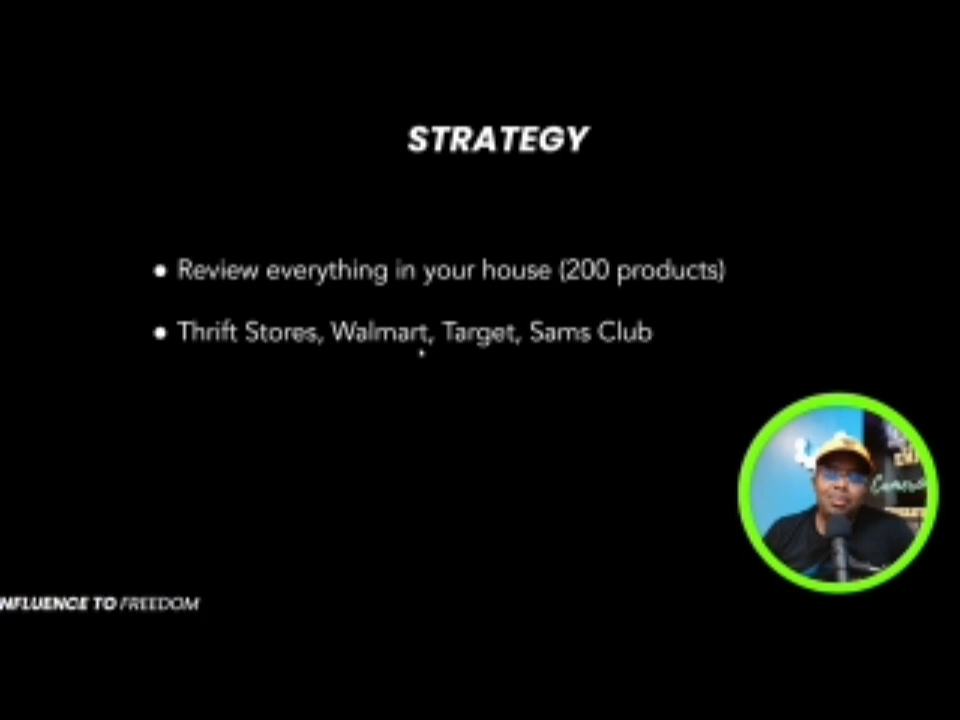 STRATEGY
• Review everything in your house (200 products)
• Thrift Stores, Walmart, Target, Sams Club
NFLUENCE TO FREEDOM